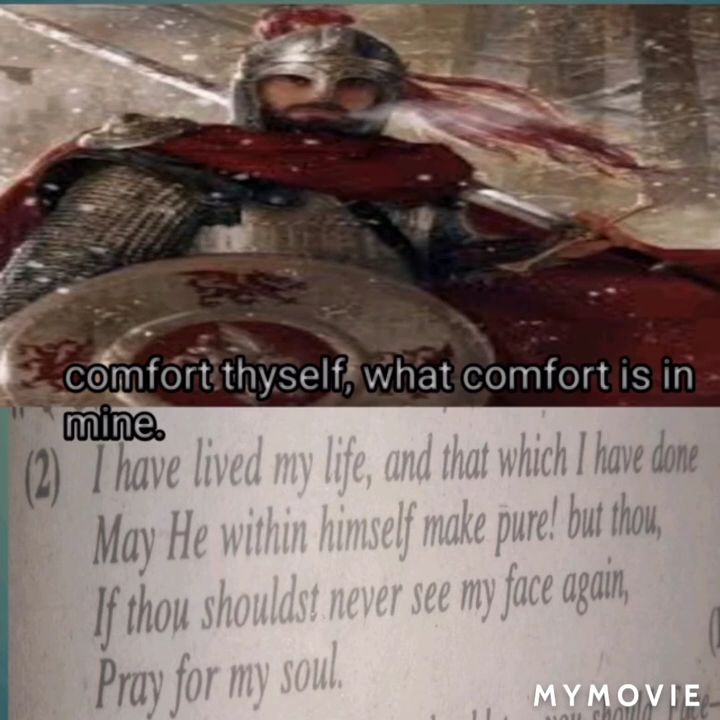 comfort thyself, what comfort is in
mine.
(2) I have lived my life, and that which I have done
May He within himself make pure! but thou,
If thou shouldst never see my face again,
Pray for my soul.
MYMOVIE